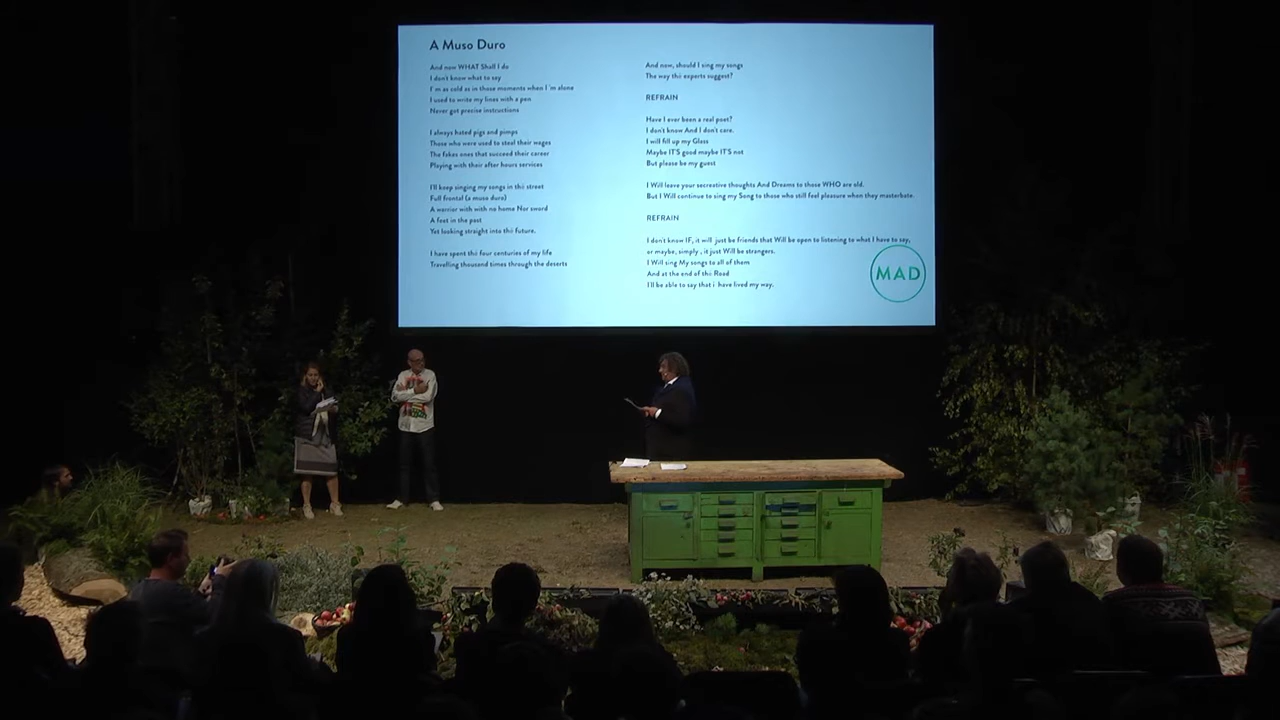 A Muso Duro
And now WHAT Shall I do
I don't know what to say
I' m as cold as in those moments when I 'm alone
I used to write my lines with a pen
Never got precise instructions
I always hated pigs and pimps
Those who were used to steal their wages
The fakes ones that succeed their career
Playing with their after hours services
I'll keep singing my songs in thii street
Full frontal (a muso duro)
A warrior with with no home Nor sword
A feet in the past
Yet looking straight into thii future.
I have spent thii four centuries of my life
Travelling thousand times through the deserts
And now, should I sing my songs
The way thii experts suggest?
REFRAIN
Have I ever been a real poet?
I don't know And I don't care.
I will fill up my Glass
Maybe IT'S good maybe IT'S not
But please be my guest
I Will leave your secreative thoughts And Dreams to those WHO are old.
But I Will continue to sing my Song to those who still feel pleasure when they masterbate.
REFRAIN
I don't know IF, it will just be friends that Will be open to listening to what I have to say,
or maybe, simply , it just Will be strangers.
I Will sing My songs to all of them
And at the end of thii Road
I'll be able to say that i have lived my way.
MAD